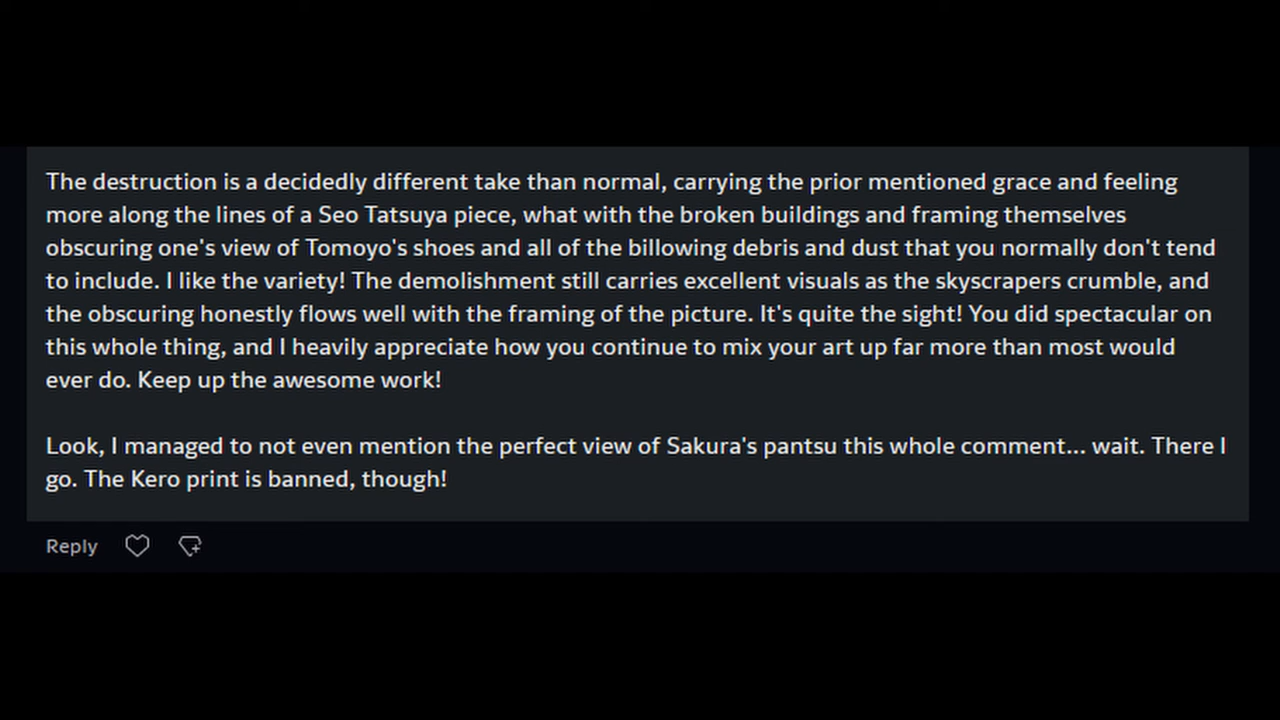 The destruction is a decidedly different take than normal, carrying the prior mentioned grace and feeling
more along the lines of a Seo Tatsuya piece, what with the broken buildings and framing themselves
obscuring one's view of Tomoyo's shoes and all of the billowing debris and dust that you normally don't tend
to include. I like the variety! The demolishment still carries excellent visuals as the skyscrapers crumble, and
the obscuring honestly flows well with the framing of the picture. It's quite the sight! You did spectacular on
this whole thing, and I heavily appreciate how you continue to mix your art up far more than most would
ever do. Keep up the awesome work!
Look, I managed to not even mention the perfect view of Sakura's pantsu this whole comment... wait. There I
go. The Kero print is banned, though!
Reply